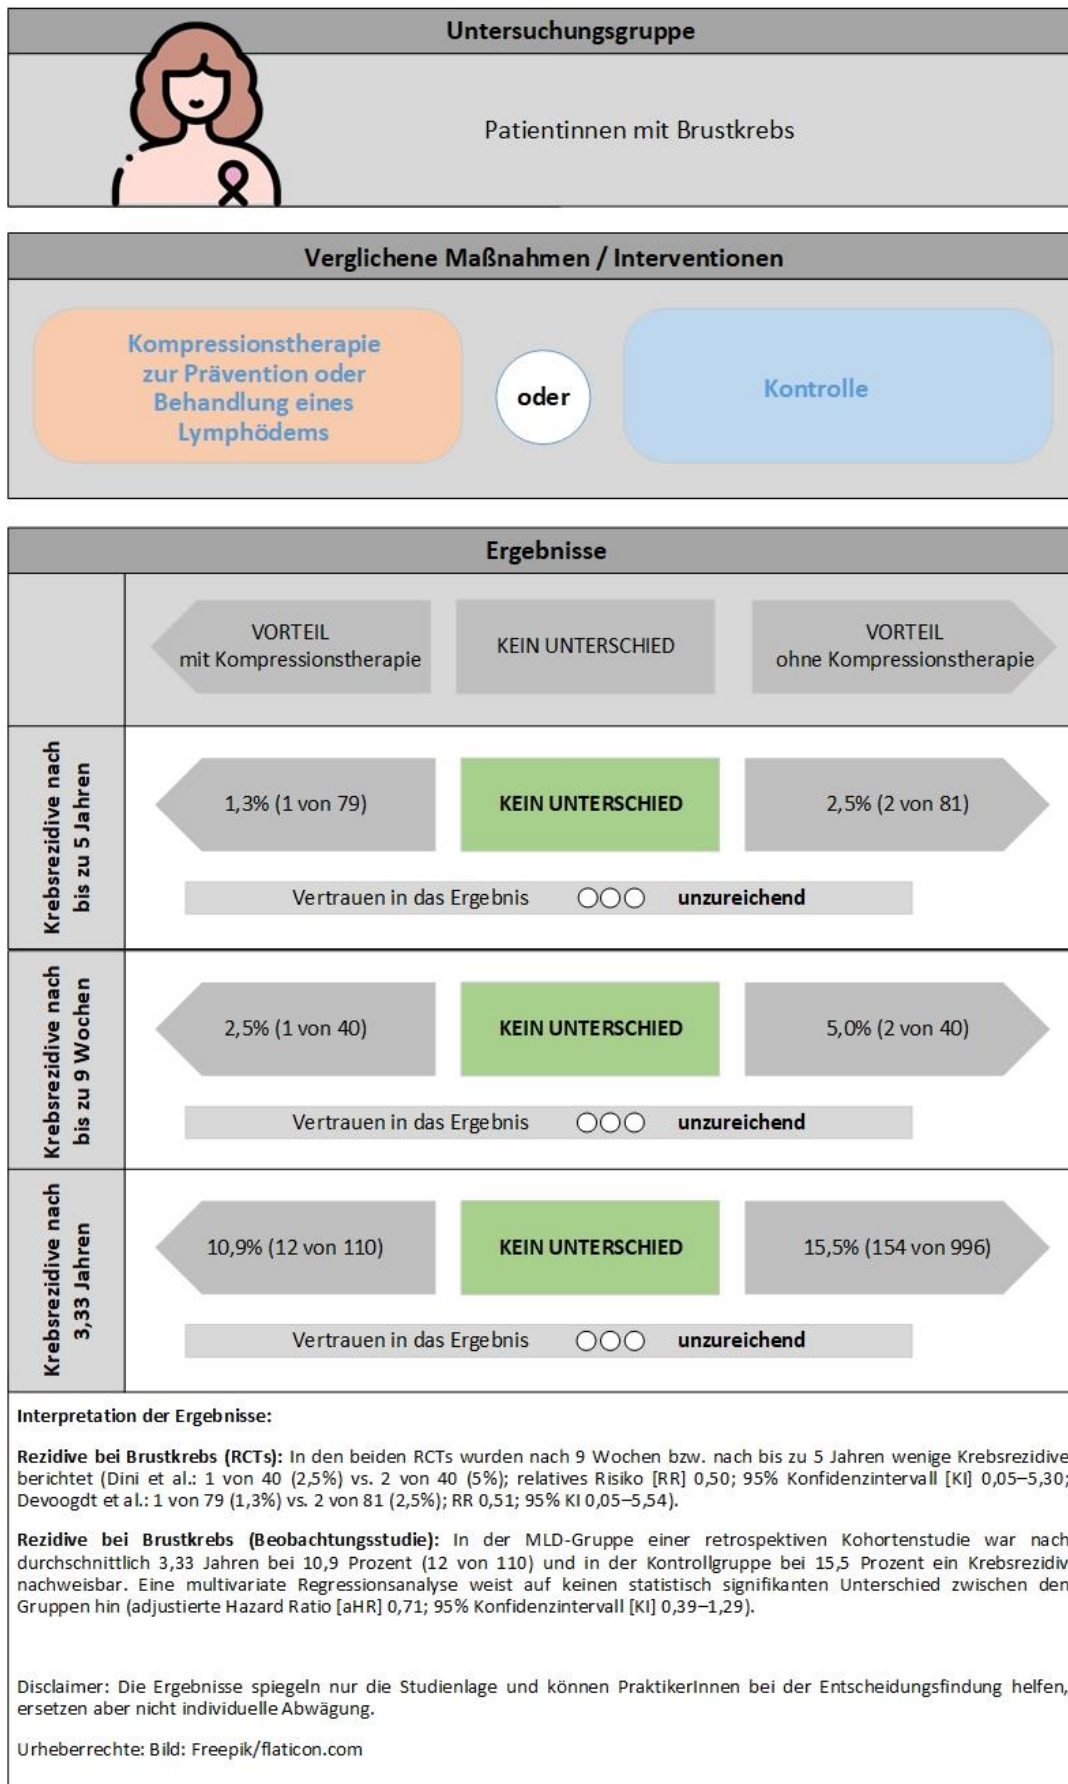 Untersuchungsgruppe
Patientinnen mit Brustkrebs
Verglichene Maßnahmen / Interventionen
Kompressionstherapie
zur Prävention oder
Behandlung eines
Lymphödems
oder
Kontrolle
Ergebnisse
VORTEIL
mit Kompressionstherapie
KEIN UNTERSCHIED
VORTEIL
ohne Kompressionstherapie
Krebsrezidive nach
bis zu 5 Jahren
1,3% (1 von 79)
KEIN UNTERSCHIED
2,5% (2 von 81)
Vertrauen in das Ergebnis ○○○ unzureichend
Krebsrezidive nach
bis zu 9 Wochen
2,5% (1 von 40)
KEIN UNTERSCHIED
5,0% (2 von 40)
Vertrauen in das Ergebnis ○○○ unzureichend
Krebsrezidive nach
3,33 Jahren
10,9% (12 von 110)
KEIN UNTERSCHIED
15,5% (154 von 996)
Vertrauen in das Ergebnis ○○○ unzureichend
Interpretation der Ergebnisse:
Rezidive bei Brustkrebs (RCTs): In den beiden RCTs wurden nach 9 Wochen bzw. nach bis zu 5 Jahren wenige Krebsrezidive
berichtet (Dini et al.: 1 von 40 (2,5%) vs. 2 von 40 (5%); relatives Risiko [RR] 0,50; 95% Konfidenzintervall [KI] 0,05–5,30;
Devoogdt et al.: 1 von 79 (1,3%) vs. 2 von 81 (2,5%); RR 0,51; 95% KI 0,05–5,54).
Rezidive bei Brustkrebs (Beobachtungsstudie): In der MLD-Gruppe einer retrospektiven Kohortenstudie war nach
durchschnittlich 3,33 Jahren bei 10,9 Prozent (12 von 110) und in der Kontrollgruppe bei 15,5 Prozent ein Krebsrezidiv
nachweisbar. Eine multivariate Regressionsanalyse weist auf keinen statistisch signifikanten Unterschied zwischen den
Gruppen hin (adjustierte Hazard Ratio [aHR] 0,71; 95% Konfidenzintervall [KI] 0,39–1,29).
Disclaimer: Die Ergebnisse spiegeln nur die Studienlage und können PraktikerInnen bei der Entscheidungsfindung helfen,
ersetzen aber nicht individuelle Abwägung.
Urheberrechte: Bild: Freepik/flaticon.com